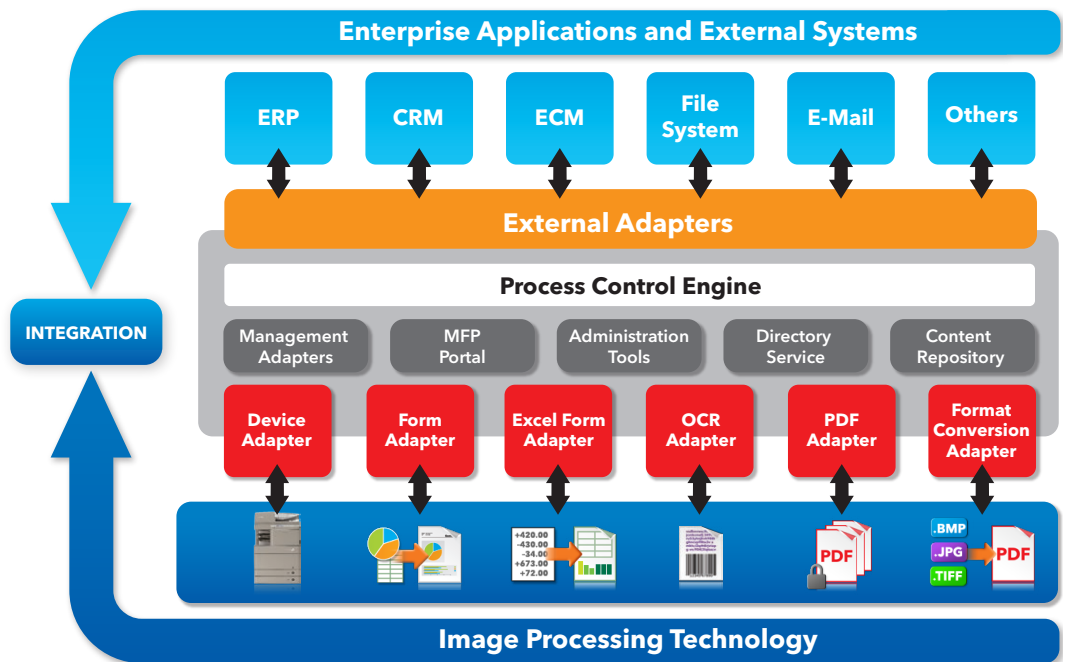 Enterprise Applications and External Systems
ERP
CRM
ECM
File
System
E-Mail
Others
External Adapters
Process Control Engine
INTEGRATION
Management
Adapters
MFP
Portal
Administration
Tools
Directory
Service
Content
Repository
Device
Adapter
Form
Adapter
Excel Form
Adapter
OCR
Adapter
PDF
Adapter
Format
Conversion
Adapter
+420.00
-430.00
-34.00
+673.00
+72.00
PDF
.BMP
.JPG
.TIFF
PDF
Image Processing Technology